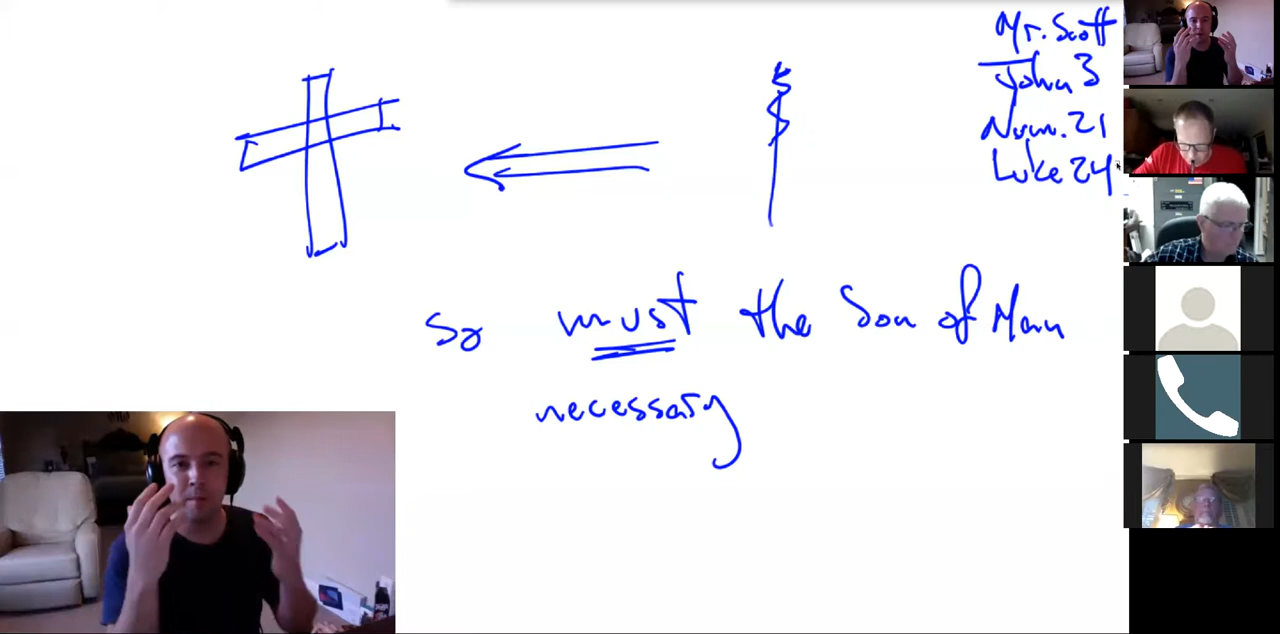 Mr. Scott
John 3
Num. 21
Luke 24
So must the Son of Man
necessary